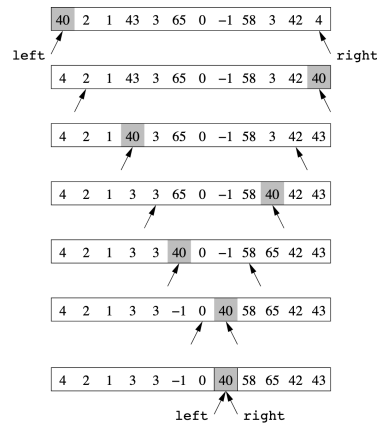 40 2 1 43 3 65 0 −1 58 3 42 4
left right
4 2 1 43 3 65 0 −1 58 3 42 40
4 2 1 40 3 65 0 −1 58 3 42 43
4 2 1 3 3 65 0 −1 58 40 42 43
4 2 1 3 3 40 0 −1 58 65 42 43
4 2 1 3 3 −1 0 40 58 65 42 43
4 2 1 3 3 −1 0 40 58 65 42 43
left right